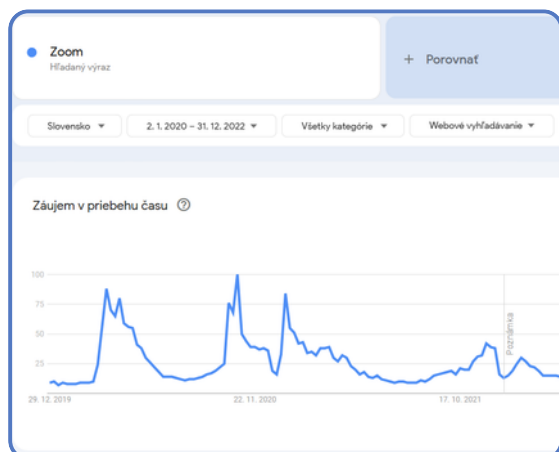 Zoom
Hľadaný výraz
+ Porovnať
Slovensko
2. 1. 2020 – 31. 12. 2022
Všetky kategórie
Webové vyhľadávanie
Záujem v priebehu času
100
75
50
25
Poznámka
29. 12. 2019
22. 11. 2020
17. 10. 2021